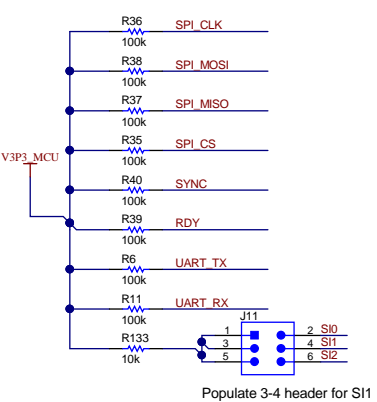 R36 SPI_CLK
100k
R38 SPI_MOSI
100k
R37 SPI_MISO
100k
R35 SPI_CS
100k
V3P3_MCU
R40 SYNC
100k
R39 RDY
100k
R6 UART_TX
100k
R11 UART_RX
100k
J11
R133
10k
1 2 SI0
3 4 SI1
5 6 SI2
Populate 3-4 header for SI1